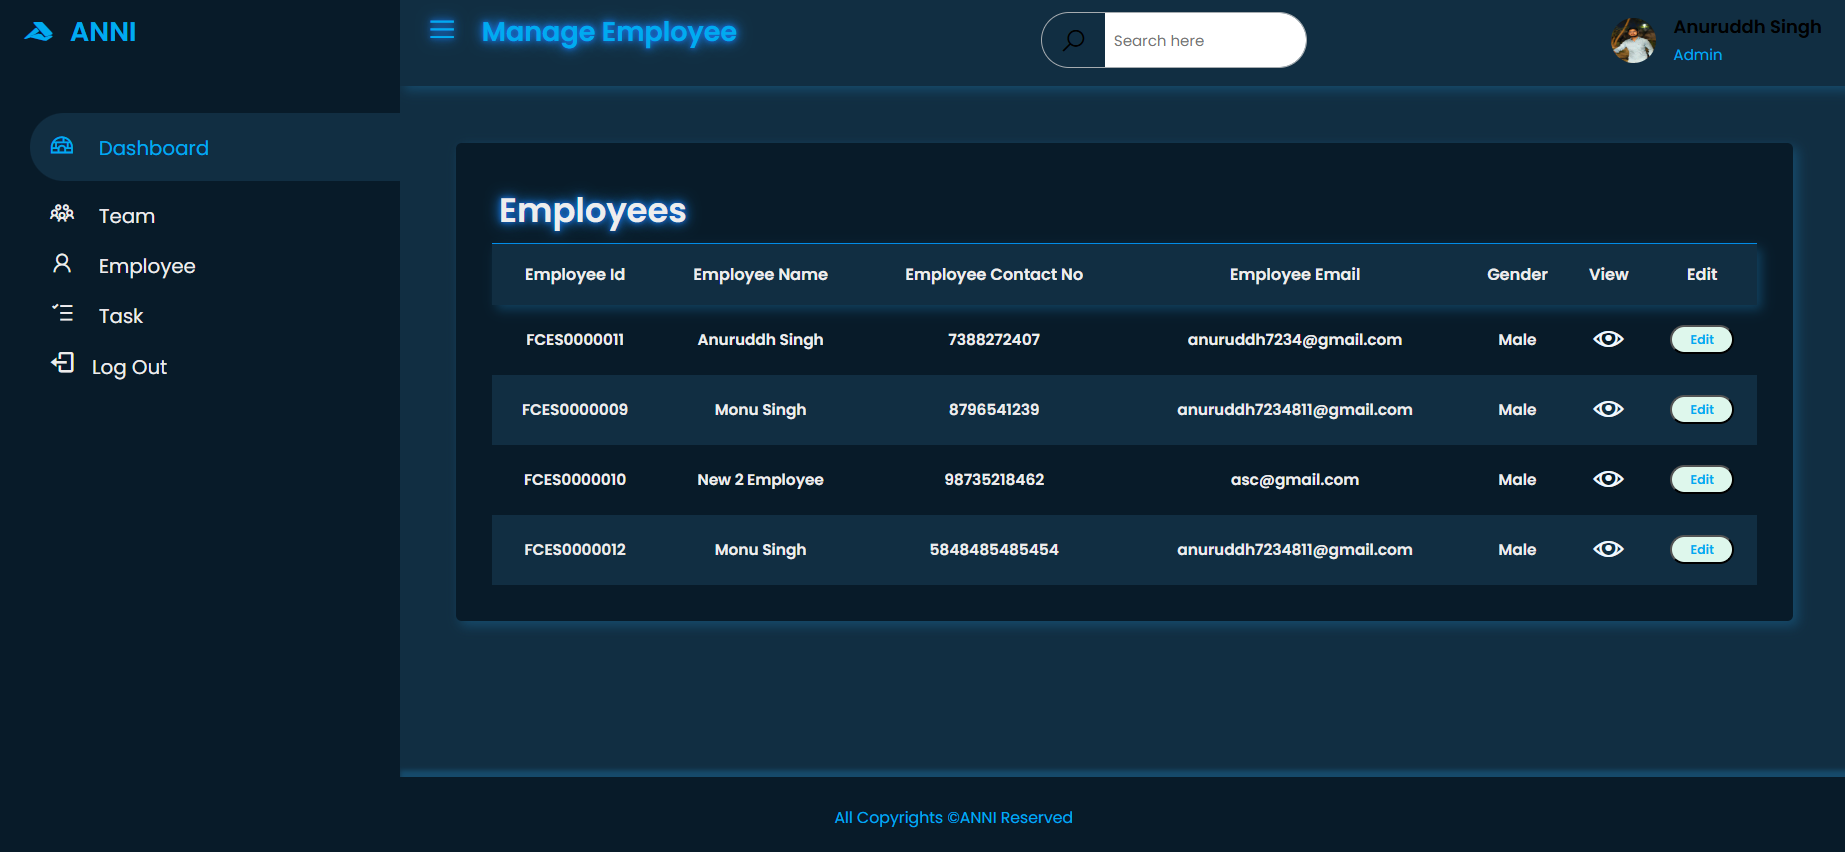 ANNI
Manage Employee
Search here
Anuruddh Singh
Admin
Dashboard
Team
Employee
Task
Log Out
Employees
Employee Id Employee Name Employee Contact No Employee Email Gender View Edit
FCES0000011 Anuruddh Singh 7388272407 anuruddh7234@gmail.com Male Edit
FCES0000009 Monu Singh 8796541239 anuruddh7234811@gmail.com Male Edit
FCES0000010 New 2 Employee 98735218462 asc@gmail.com Male Edit
FCES0000012 Monu Singh 5848485485454 anuruddh7234811@gmail.com Male Edit
All Copyrights ©ANNI Reserved